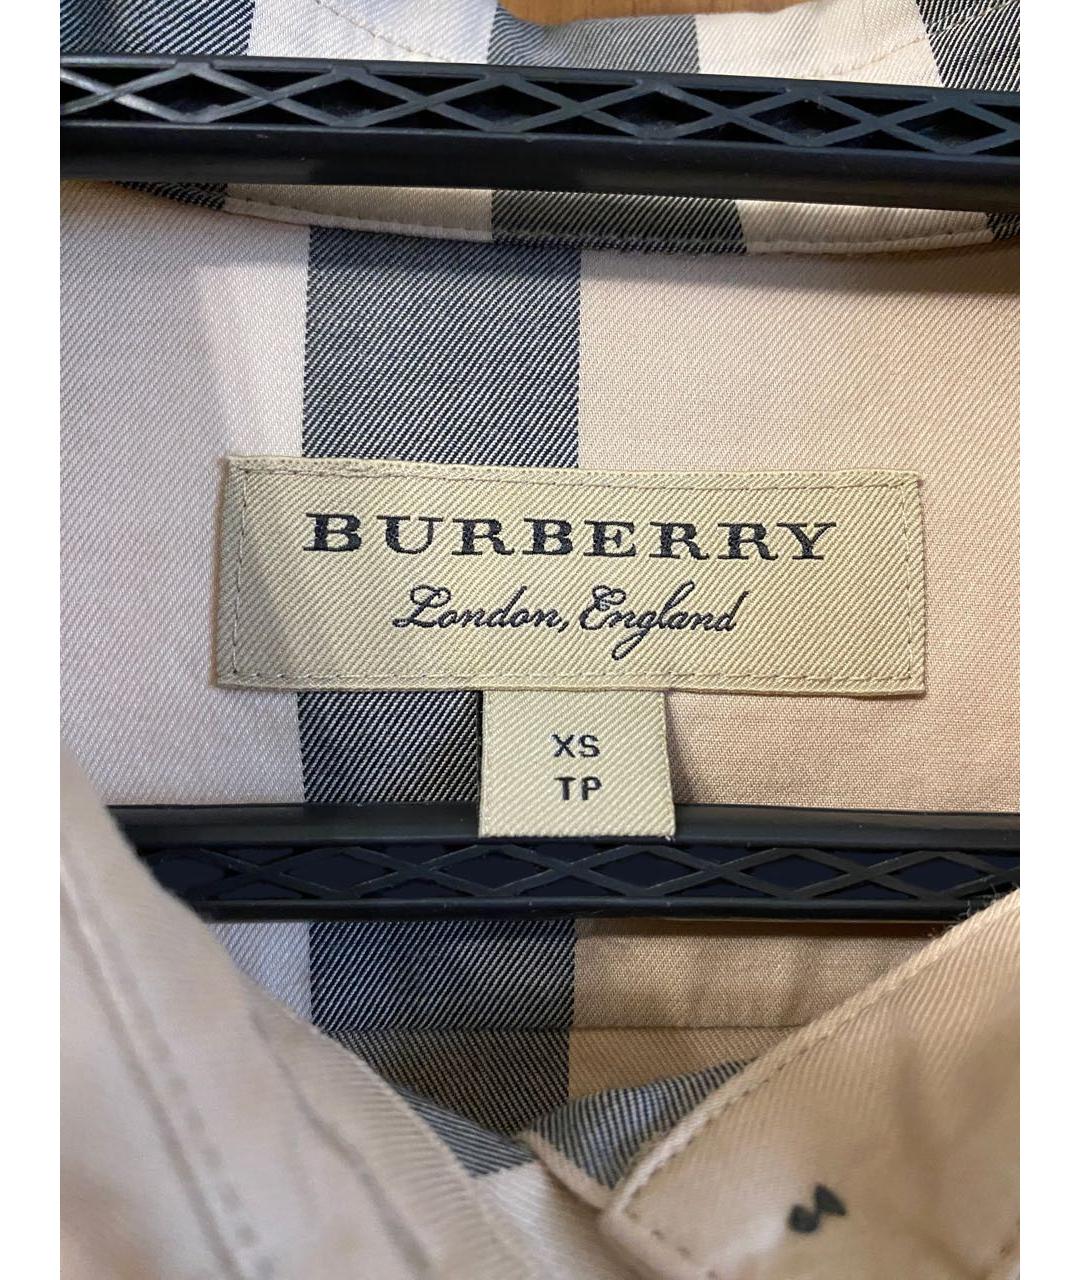 BURBERRY
London, England
XS
TP